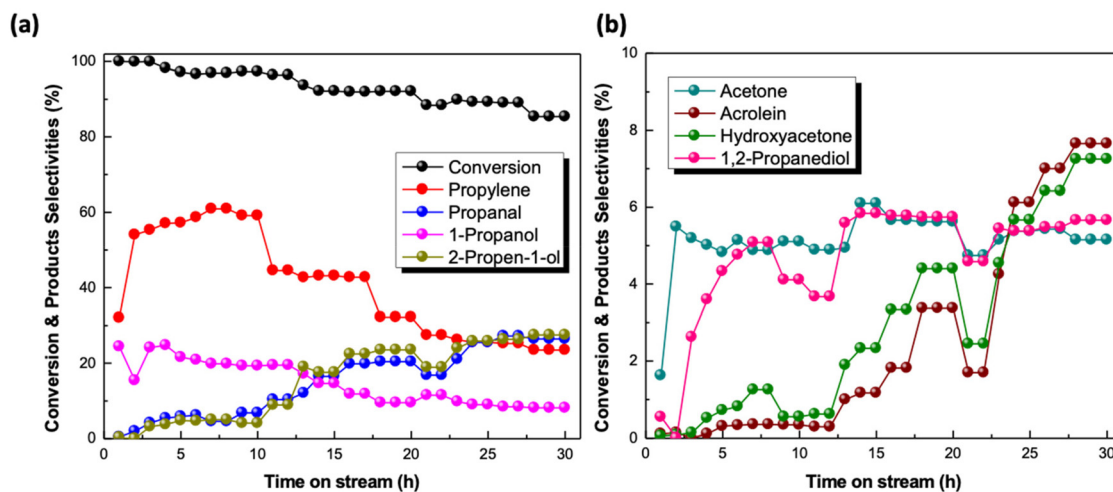 (a)
Conversion & Products Selectivities (%)
100
80
60
40
20
0
Conversion
Propylene
Propanal
1-Propanol
2-Propen-1-ol
0 5 10 15 20 25 30
Time on stream (h)
(b)
Conversion & Products Selectivities (%)
10
8
6
4
2
0
Acetone
Acrolein
Hydroxyacetone
1,2-Propanediol
0 5 10 15 20 25 30
Time on stream (h)